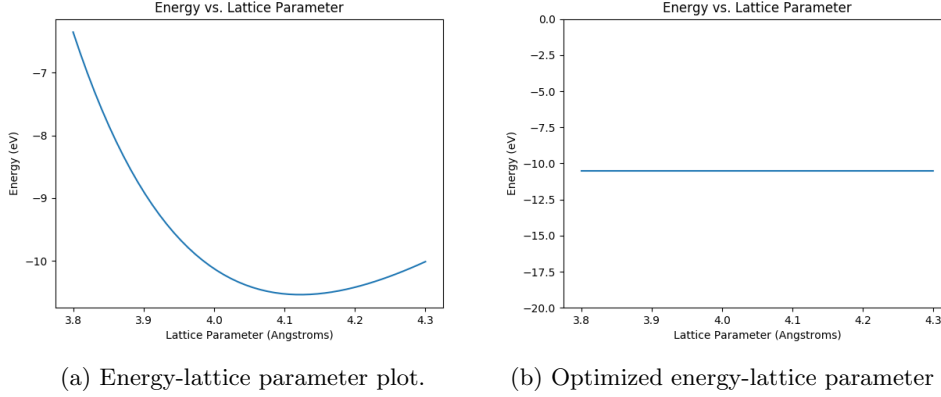 Energy vs. Lattice Parameter
Energy (eV)
−7
−8
−9
−10
3.8 3.9 4.0 4.1 4.2 4.3
Lattice Parameter (Angstroms)
(a) Energy-lattice parameter plot.
Energy vs. Lattice Parameter
Energy (eV)
0.0
−2.5
−5.0
−7.5
−10.0
−12.5
−15.0
−17.5
−20.0
3.8 3.9 4.0 4.1 4.2 4.3
Lattice Parameter (Angstroms)
(b) Optimized energy-lattice parameter